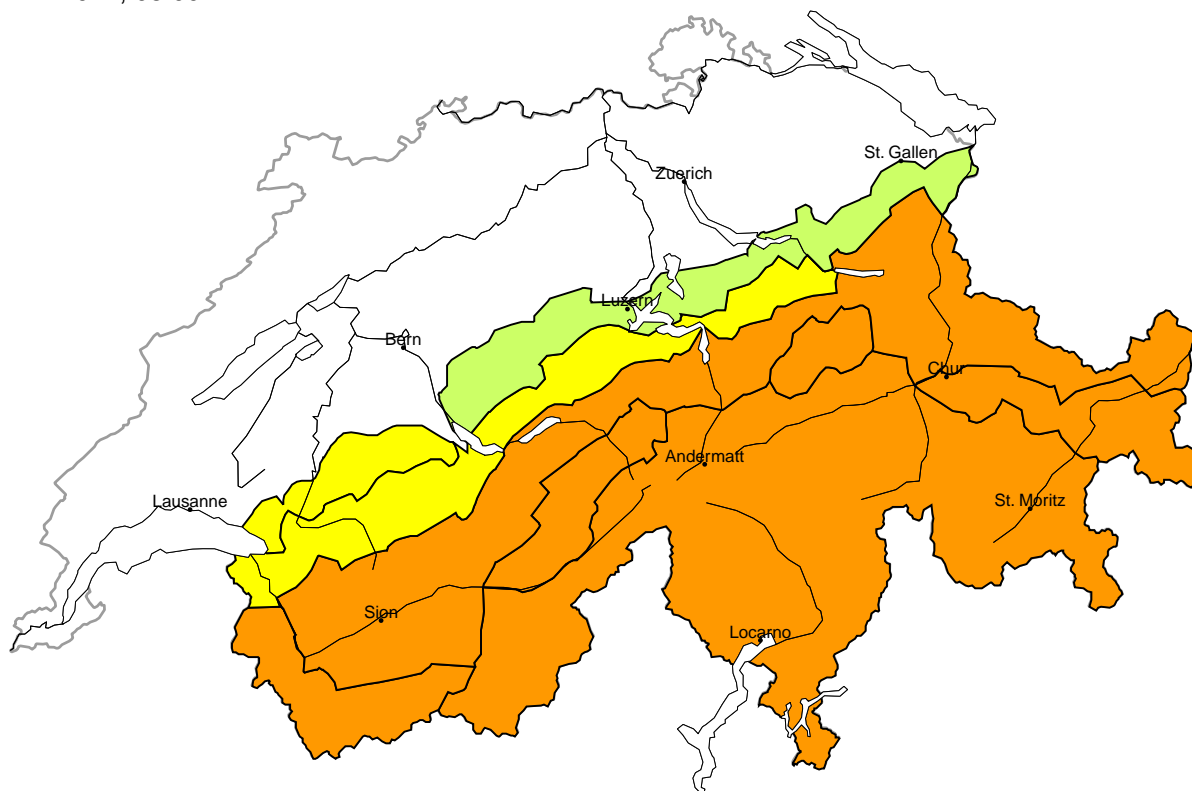 St. Gallen
Zuerich
Luzern
Bern
Chur
Andermatt
Lausanne
St. Moritz
Sion
Locarno